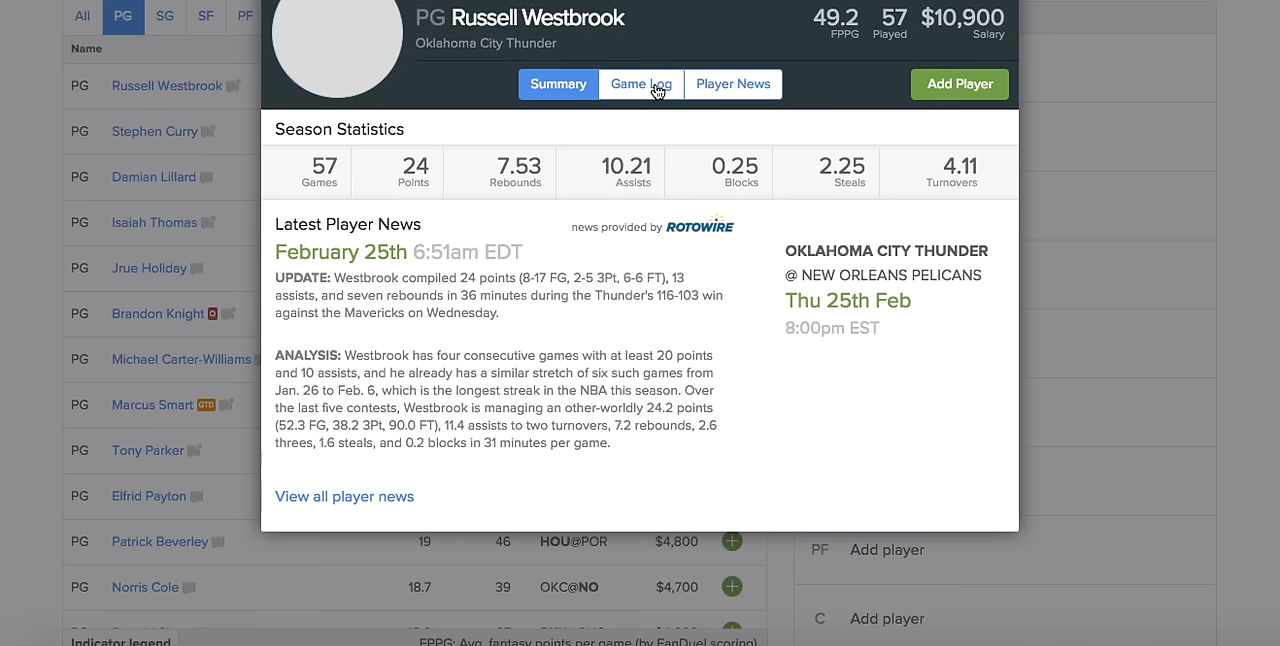 All PG SG SF PF
Name
PG Russell Westbrook
PG Stephen Curry
PG Damian Lillard
PG Isaiah Thomas
PG Jrue Holiday
PG Brandon Knight O
PG Michael Carter-Williams
PG Marcus Smart GTD
PG Tony Parker
PG Elfrid Payton
PG Patrick Beverley 19 46 HOU@POR $4,800
PG Norris Cole 18.7 39 OKC@NO $4,700
Indicator legend
FPPG: Avg. fantasy points per game (by FanDuel scoring)
PG Russell Westbrook
Oklahoma City Thunder
49.2 57 $10,900
FPPG Played Salary
Summary Game Log Player News Add Player
Season Statistics
57 24 7.53 10.21 0.25 2.25 4.11
Games Points Rebounds Assists Blocks Steals Turnovers
Latest Player News
news provided by ROTOWIRE
February 25th 6:51am EDT
UPDATE: Westbrook compiled 24 points (8-17 FG, 2-5 3Pt, 6-6 FT), 13
assists, and seven rebounds in 36 minutes during the Thunder's 116-103 win
against the Mavericks on Wednesday.
ANALYSIS: Westbrook has four consecutive games with at least 20 points
and 10 assists, and he already has a similar stretch of six such games from
Jan. 26 to Feb. 6, which is the longest streak in the NBA this season. Over
the last five contests, Westbrook is managing an other-worldly 24.2 points
(52.3 FG, 38.2 3Pt, 90.0 FT), 11.4 assists to two turnovers, 7.2 rebounds, 2.6
threes, 1.6 steals, and 0.2 blocks in 31 minutes per game.
View all player news
OKLAHOMA CITY THUNDER
@ NEW ORLEANS PELICANS
Thu 25th Feb
8:00pm EST
PF Add player
C Add player